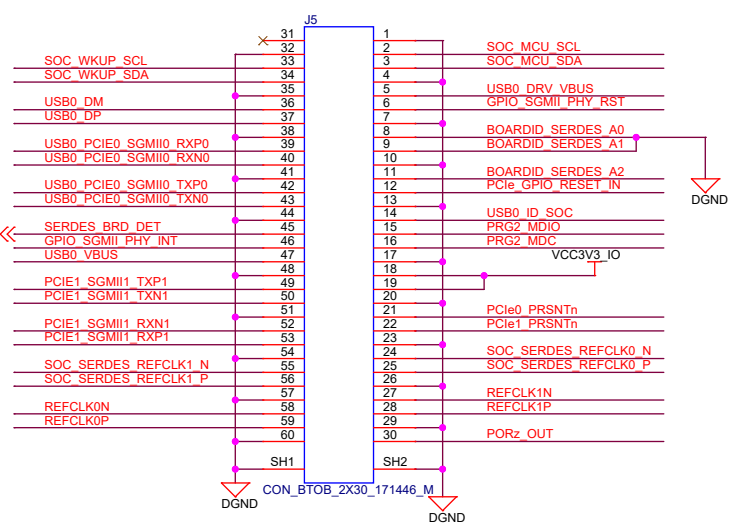 J5
31 1
32 2 SOC_MCU_SCL
SOC_WKUP_SCL 33 3 SOC_MCU_SDA
SOC_WKUP_SDA 34 4
35 5 USB0_DRV_VBUS
USB0_DM 36 6 GPIO_SGMII_PHY_RST
USB0_DP 37 7
38 8 BOARDID_SERDES_A0
USB0_PCIE0_SGMII0_RXP0 39 9 BOARDID_SERDES_A1
USB0_PCIE0_SGMII0_RXN0 40 10
41 11 BOARDID_SERDES_A2
USB0_PCIE0_SGMII0_TXP0 42 12 PCIe_GPIO_RESET_IN
USB0_PCIE0_SGMII0_TXN0 43 13 DGND
44 14 USB0_ID_SOC
SERDES_BRD_DET 45 15 PRG2_MDIO
GPIO_SGMII_PHY_INT 46 16 PRG2_MDC
USB0_VBUS 47 17 VCC3V3_IO
48 18
PCIE1_SGMII1_TXP1 49 19
PCIE1_SGMII1_TXN1 50 20
51 21 PCIe0_PRSNTn
PCIE1_SGMII1_RXN1 52 22 PCIe1_PRSNTn
PCIE1_SGMII1_RXP1 53 23
54 24 SOC_SERDES_REFCLK0_N
SOC_SERDES_REFCLK1_N 55 25 SOC_SERDES_REFCLK0_P
SOC_SERDES_REFCLK1_P 56 26
57 27 REFCLK1N
REFCLK0N 58 28 REFCLK1P
REFCLK0P 59 29
60 30 PORz_OUT
SH1 SH2
CON_BTOB_2X30_171446_M
DGND DGND